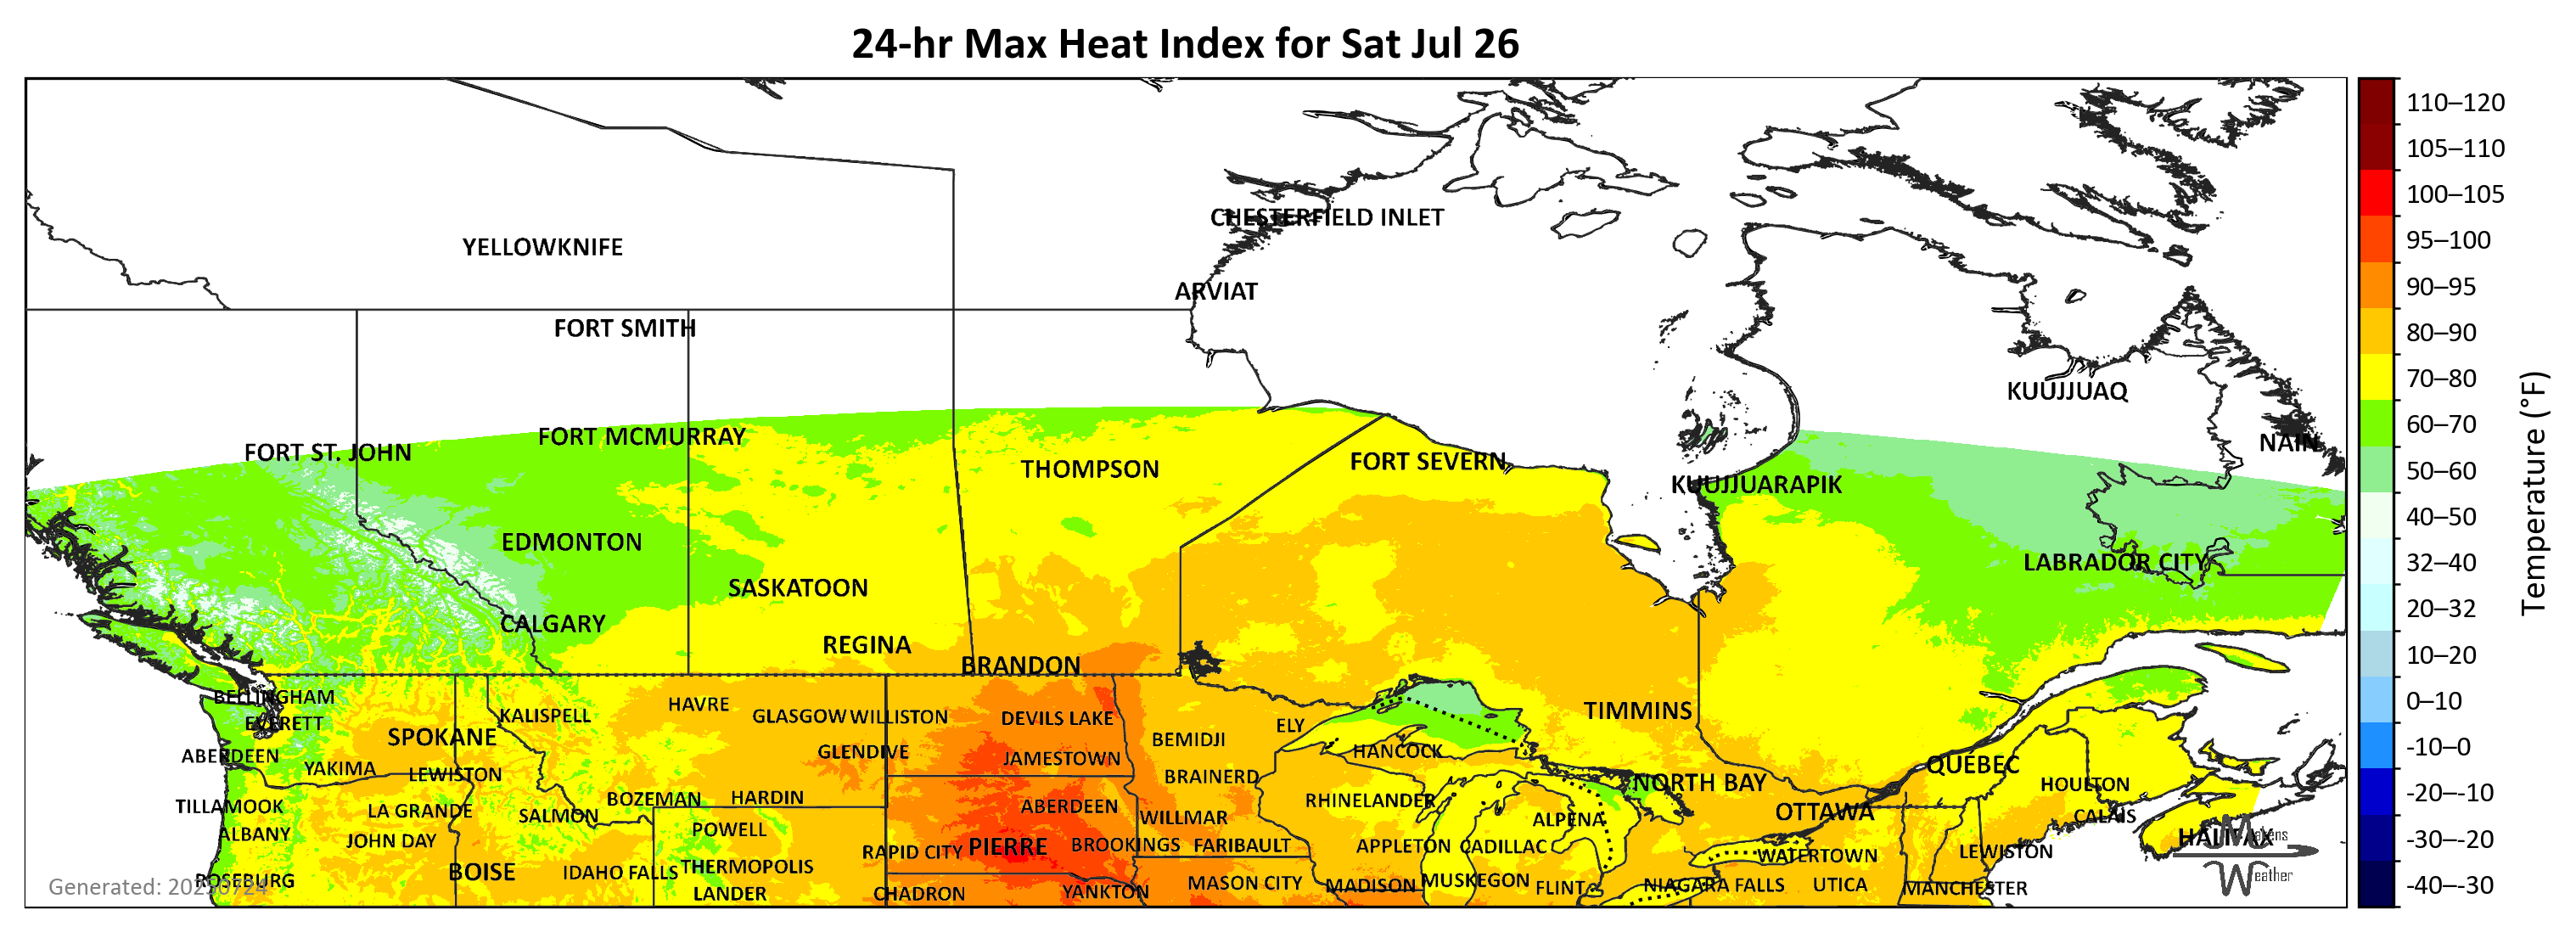 24-hr Max Heat Index for Sat Jul 26
110–120
105–110
100–105
95–100
90–95
80–90
70–80
60–70
50–60
40–50
32–40
20–32
10–20
0–10
-10–0
-20–-10
-30–-20
-40–-30
Temperature (°F)
CHESTERFIELD INLET
YELLOWKNIFE
ARVIAT
FORT SMITH
KUUJJUAQ
FORT MCMURRAY
NAIN
FORT ST. JOHN
FORT SEVERN
THOMPSON
KUUJJUARAPIK
EDMONTON
LABRADOR CITY
SASKATOON
CALGARY
REGINA
BRANDON
BELLINGHAM
HAVRE
TIMMINS
KALISPELL
GLASGOW WILLISTON
DEVILS LAKE
EVERETT
ELY
SPOKANE
BEMIDJI
GLENDIVE
HANCOCK
ABERDEEN
JAMESTOWN
QUEBEC
YAKIMA
LEWISTON
BRAINERD
NORTH BAY
HOULTON
HARDIN
BOZEMAN
RHINELANDER
TILLAMOOK
ABERDEEN
LA GRANDE
OTTAWA
SALMON
CALAIS
WILLMAR
ALPENA
POWELL
ALBANY
HALIFAX
JOHN DAY
BROOKINGS
FARIBAULT
APPLETON
CADILLAC
PIERRE
RAPID CITY
LEWISTON
WATERTOWN
THERMOPOLIS
BOISE
IDAHO FALLS
ROSEBURG
MUSKEGON
MASON CITY
MADISON
NIAGARA FALLS
UTICA
FLINT
MANCHESTER
YANKTON
LANDER
CHADRON
Generated: 20250724
Makens
Weather